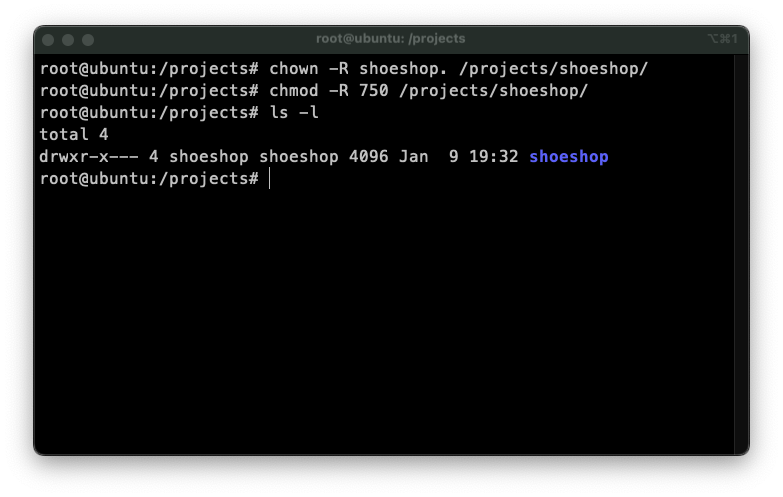 root@ubuntu: /projects
⌥⌘1
root@ubuntu:/projects# chown -R shoeshop. /projects/shoeshop/
root@ubuntu:/projects# chmod -R 750 /projects/shoeshop/
root@ubuntu:/projects# ls -l
total 4
drwxr-x--- 4 shoeshop shoeshop 4096 Jan  9 19:32 shoeshop
root@ubuntu:/projects#